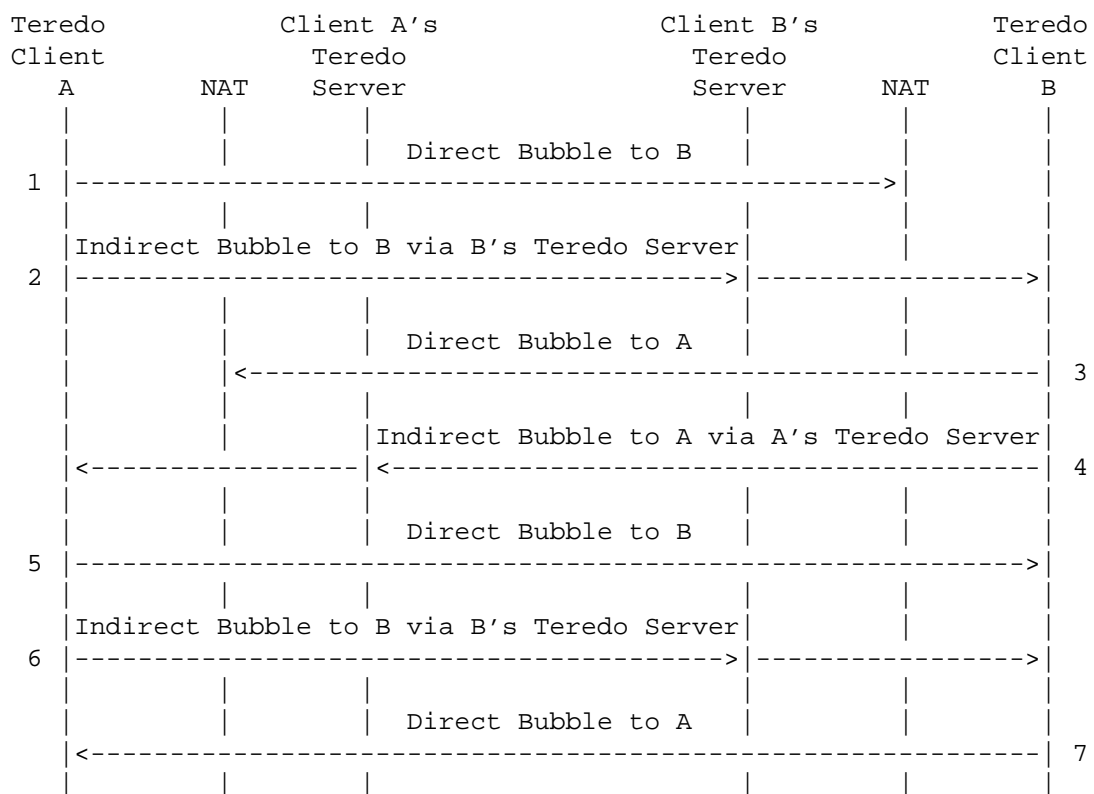 Teredo Client A's Client B's Teredo
Client Teredo Teredo Client
A NAT Server Server NAT B
Direct Bubble to B
1
Indirect Bubble to B via B's Teredo Server
2
Direct Bubble to A
3
Indirect Bubble to A via A's Teredo Server
4
Direct Bubble to B
5
Indirect Bubble to B via B's Teredo Server
6
Direct Bubble to A
7